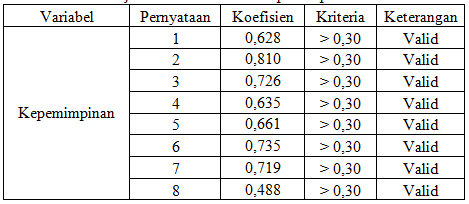 Variabel Pernyataan Koefisien Kriteria Keterangan
Kepemimpinan
1 0,628 > 0,30 Valid
2 0,810 > 0,30 Valid
3 0,726 > 0,30 Valid
4 0,635 > 0,30 Valid
5 0,661 > 0,30 Valid
6 0,735 > 0,30 Valid
7 0,719 > 0,30 Valid
8 0,488 > 0,30 Valid